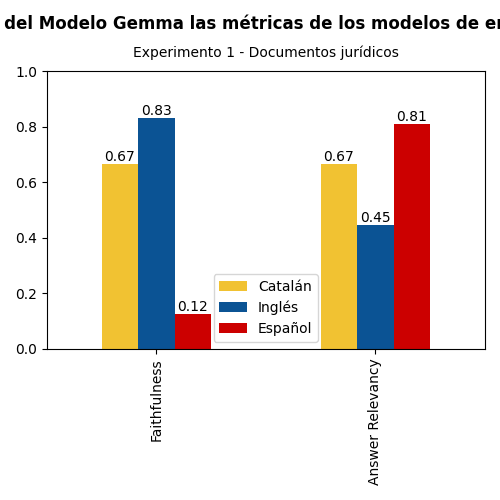 del Modelo Gemma las métricas de los modelos de
Experimento 1 - Documentos jurídicos
1.0
0.8
0.6
0.4
0.2
0.0
0.67
0.83
0.12
0.67
0.45
0.81
Catalán
Inglés
Español
Faithfulness
Answer Relevancy